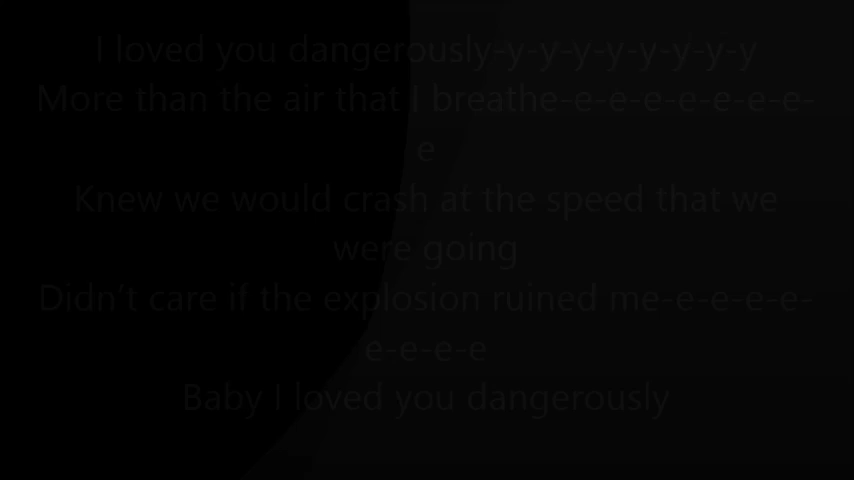 I loved you dangerously-y-y-y-y-y-y-y-y
More than the air that I breathe-e-e-e-e-e-e-e-
e
Knew we would crash at the speed that we
were going
Didn’t care if the explosion ruined me-e-e-e-e-
e-e-e-e
Baby I loved you dangerously